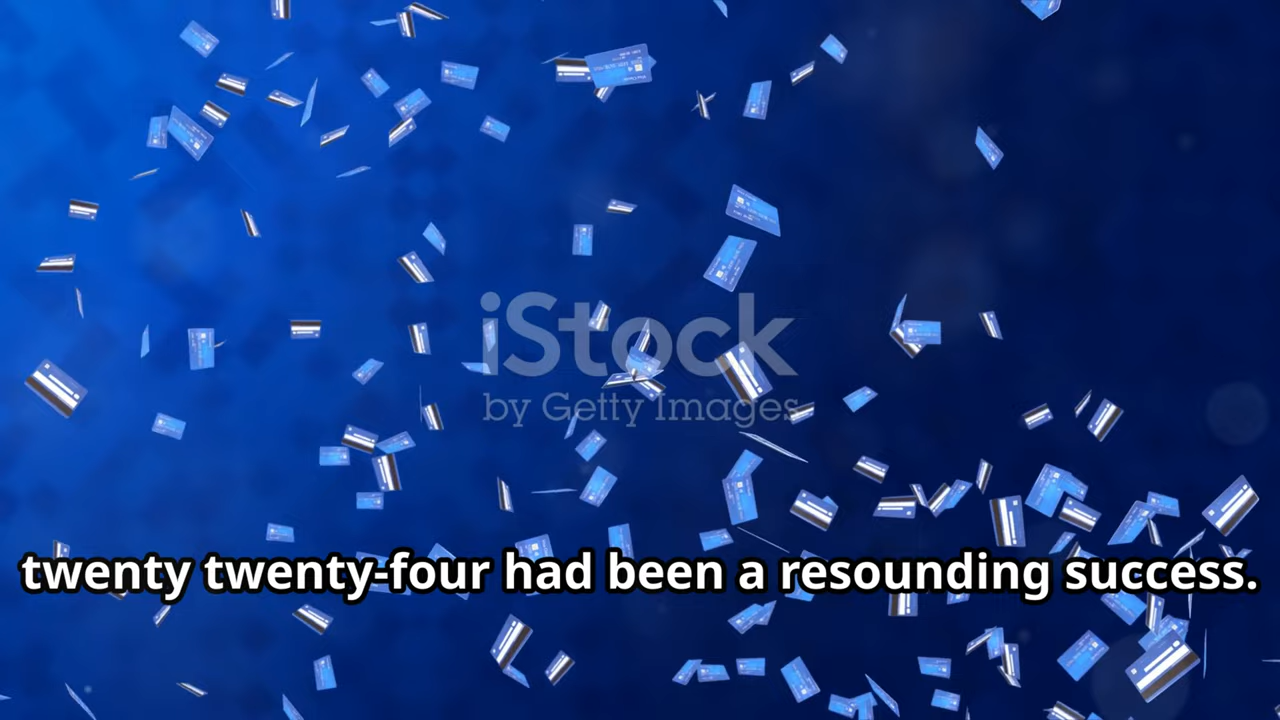 iStock
by Getty Images
twenty twenty-four had been a resounding success.